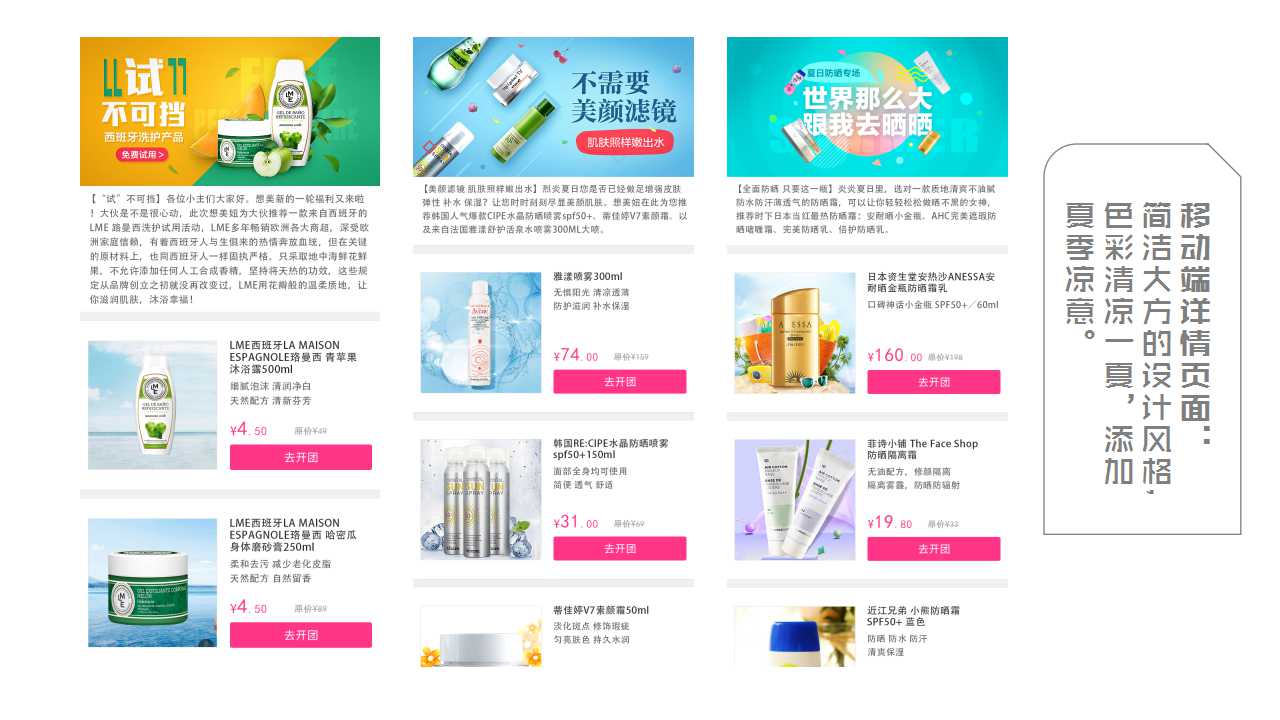 试
不可挡
西班牙洗护产品
免费试用 >
【“试”不可挡】各位小主们大家好。想美新的一轮福利又来啦
！大伙是不是很心动，此次想美妞为大伙推荐一款来自西班牙的
LME 路曼西洗护试用活动，LME多年畅销欧洲各大商超，深受欧
洲家庭信赖，有着西班牙人与生俱来的热情奔放血统，但在关键
的原材料上，也同西班牙人一样固执严格，只采取地中海鲜花鲜
果，不允许添加任何人工合成香精，坚持将天然的功效，这些规
定从品牌创立之初就没再改变过，LME用花瓣般的温柔质地，让
你滋润肌肤，沐浴幸福！
LME西班牙LA MAISON
ESPAGNOLE珞曼西 青苹果
沐浴露500ml
细腻泡沫 清润净白
天然配方 清新芬芳
¥4.50 原价¥49
去开团
LME西班牙LA MAISON
ESPAGNOLE珞曼西 哈密瓜
身体磨砂膏250ml
柔和去污 减少老化皮脂
天然配方 自然留香
¥4.50 原价¥89
去开团
不需要
美颜滤镜
肌肤照样嫩出水
【美颜滤镜 肌肤照样嫩出水】烈炎夏日您是否已经做足增强皮肤
弹性 补水 保湿？让您时时刻刻尽显美颜肌肤。想美妞在此为您推
荐韩国人气爆款CIPE水晶防晒喷雾spf50+、蒂佳婷V7素颜霜、以
及来自法国雅漾舒护活泉水喷雾300ML大喷。
雅漾喷雾300ml
无惧阳光 清凉透薄
防护滋润 补水保湿
¥74.00 原价¥159
去开团
韩国RE:CIPE水晶防晒喷雾
spf50+150ml
面部全身均可使用
简便 透气 舒适
¥31.00 原价¥69
去开团
蒂佳婷V7素颜霜50ml
淡化斑点 修饰瑕疵
匀亮肤色 持久水润
夏日防晒专场
世界那么大
跟我去晒晒
【全面防晒 只要这一瓶】炎炎夏日里，选对一款质地清爽不油腻
防水防汗薄透气的防晒霜，可以让你轻轻松松做晒不黑的女神，
推荐时下日本当红最热防晒霜：安耐晒小金瓶、AHC完美遮瑕防
晒啫喱霜、完美防晒乳、倍护防晒乳。
日本资生堂安热沙ANESSA安
耐晒金瓶防晒霜乳
口碑神话小金瓶 SPF50+／60ml
¥160.00 原价¥198
去开团
菲诗小铺 The Face Shop
防晒隔离霜
无油配方，修颜隔离
隔离雾霾，防晒防辐射
¥19.80 原价¥33
去开团
近江兄弟 小熊防晒霜
SPF50+ 蓝色
防晒 防水 防汗
清爽保湿
移动端详情页面：
简洁大方的设计风格，
色彩清凉一夏，添加
夏季凉意。